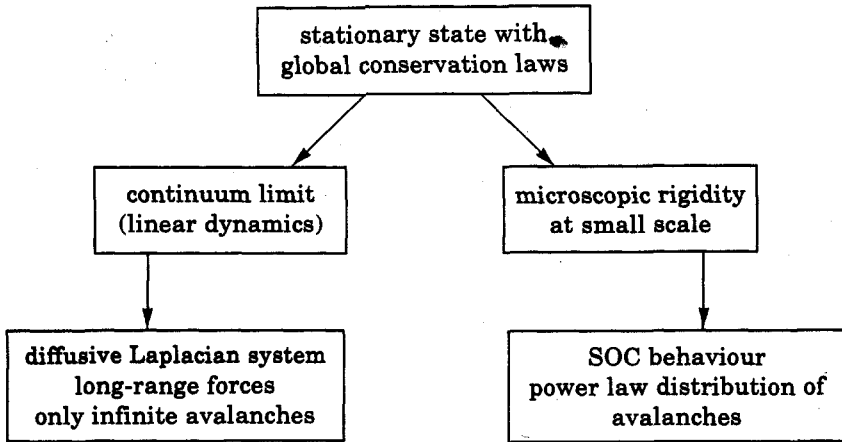 stationary state with
global conservation laws
continuum limit
(linear dynamics)
microscopic rigidity
at small scale
diffusive Laplacian system
long-range forces
only infinite avalanches
SOC behaviour
power law distribution of
avalanches